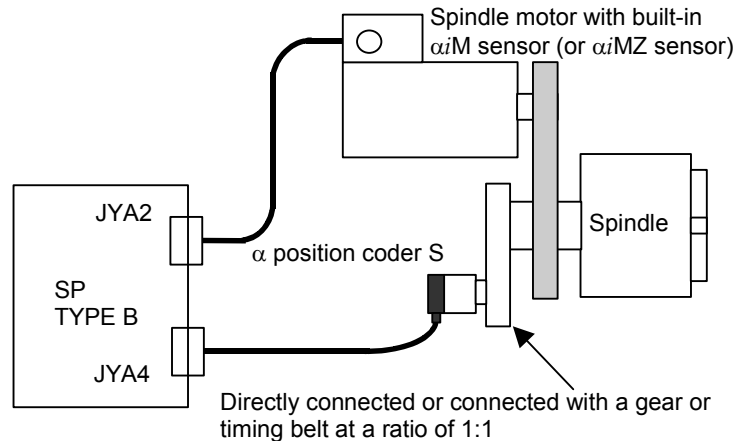 Spindle motor with built-in
αiM sensor (or αiMZ sensor)
JYA2
α position coder S
Spindle
SP
TYPE B
JYA4
Directly connected or connected with a gear or
timing belt at a ratio of 1:1